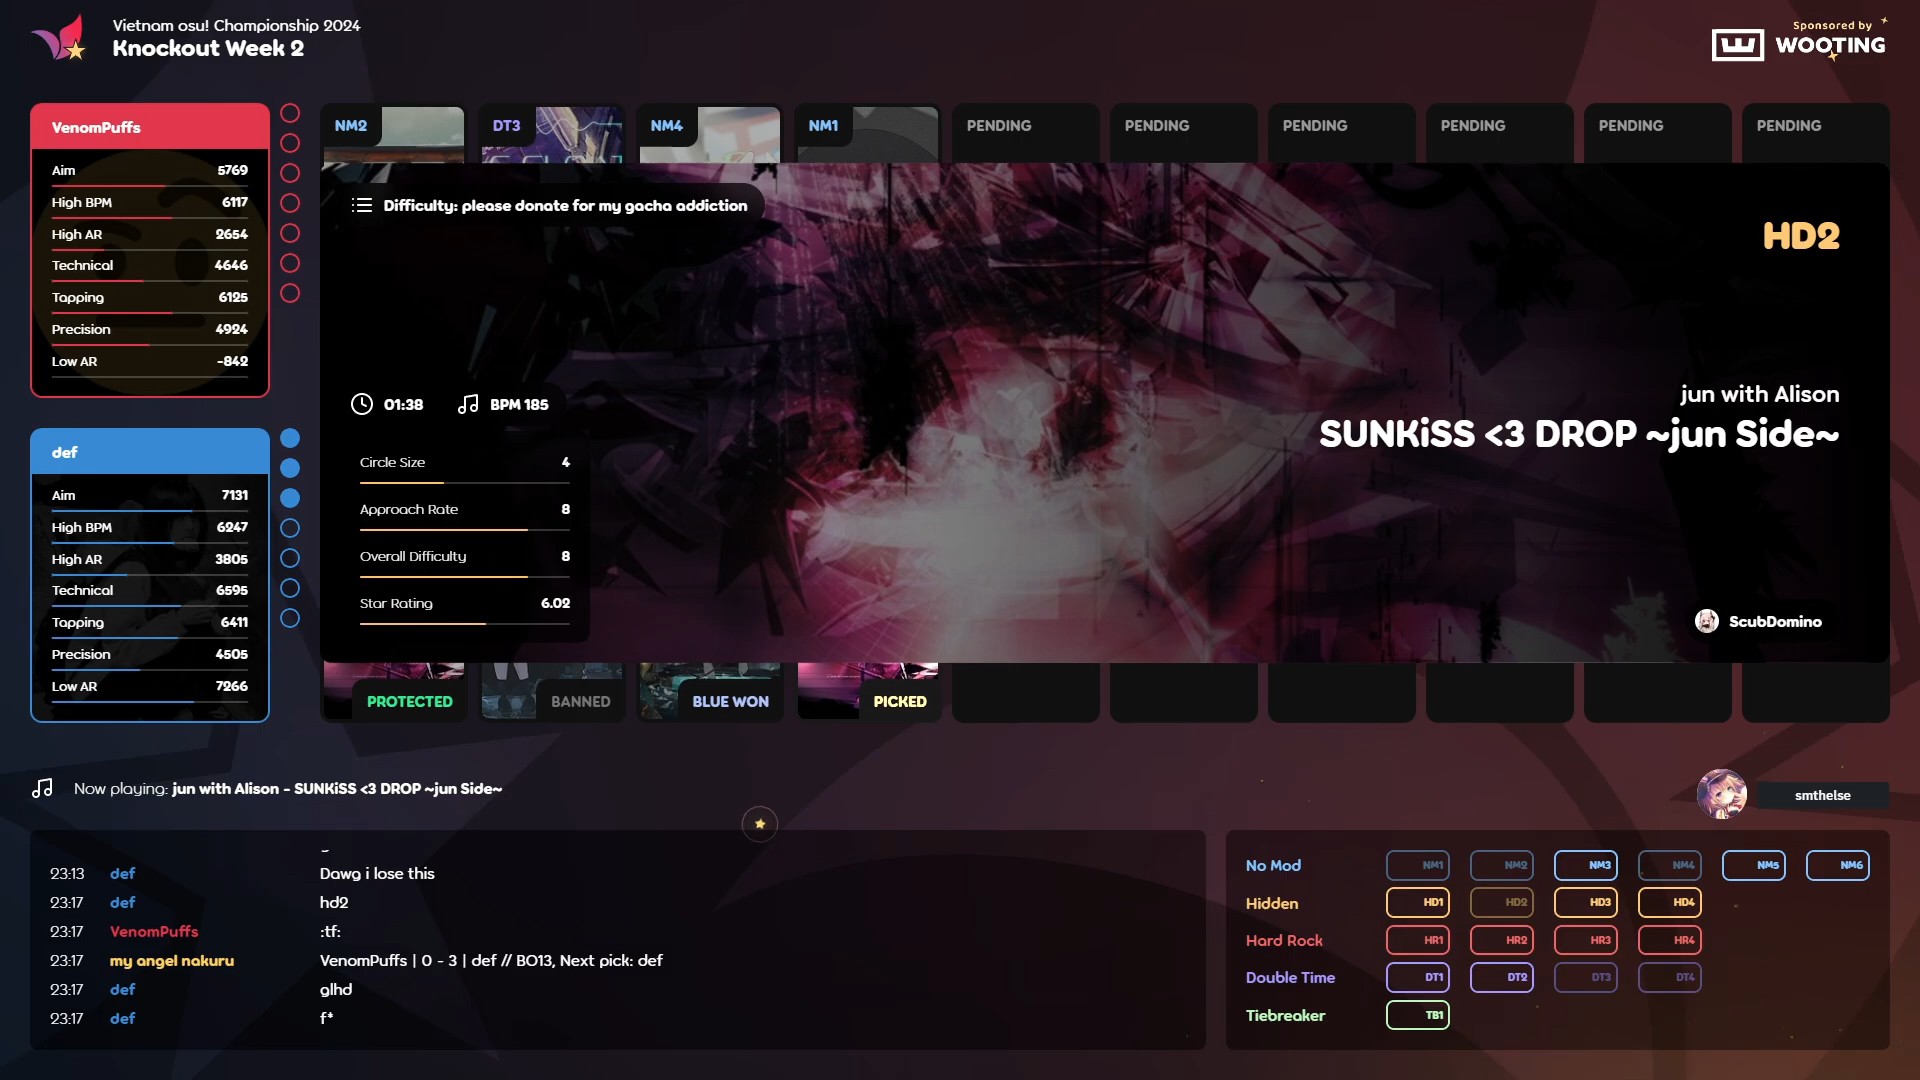 Vietnam osu! Championship 2024
Knockout Week 2
Sponsored by
WOOTING
VenomPuffs
Aim 5769
High BPM 6117
High AR 2654
Technical 4646
Tapping 6125
Precision 4924
Low AR -842
def
Aim 7131
High BPM 6247
High AR 3805
Technical 6595
Tapping 6411
Precision 4505
Low AR 7266
NM2 DT3 NM4 NM1 PENDING PENDING PENDING PENDING PENDING PENDING
Difficulty: please donate for my gacha addiction
HD2
jun with Alison
SUNKiSS <3 DROP ~jun Side~
01:38 BPM 185
Circle Size 4
Approach Rate 8
Overall Difficulty 8
Star Rating 6.02
ScubDomino
PROTECTED BANNED BLUE WON PICKED
Now playing: jun with Alison - SUNKiSS <3 DROP ~jun Side~
smthelse
23:13 def Dawg i lose this
23:17 def hd2
23:17 VenomPuffs :tf:
23:17 my angel nakuru VenomPuffs | 0 - 3 | def // BO13, Next pick: def
23:17 def glhd
23:17 def f*
No Mod NM1 NM2 NM3 NM4 NM5 NM6
Hidden HD1 HD2 HD3 HD4
Hard Rock HR1 HR2 HR3 HR4
Double Time DT1 DT2 DT3 DT4
Tiebreaker TB1